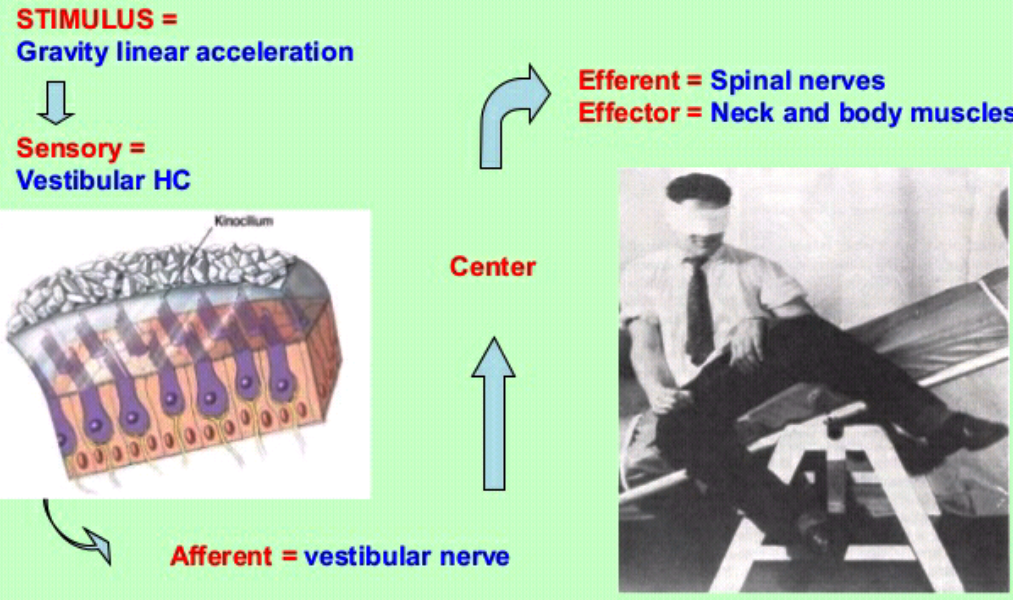 STIMULUS =
Gravity linear acceleration
Sensory =
Vestibular HC
Kinocilium
Afferent = vestibular nerve
Center
Efferent = Spinal nerves
Effector = Neck and body muscles